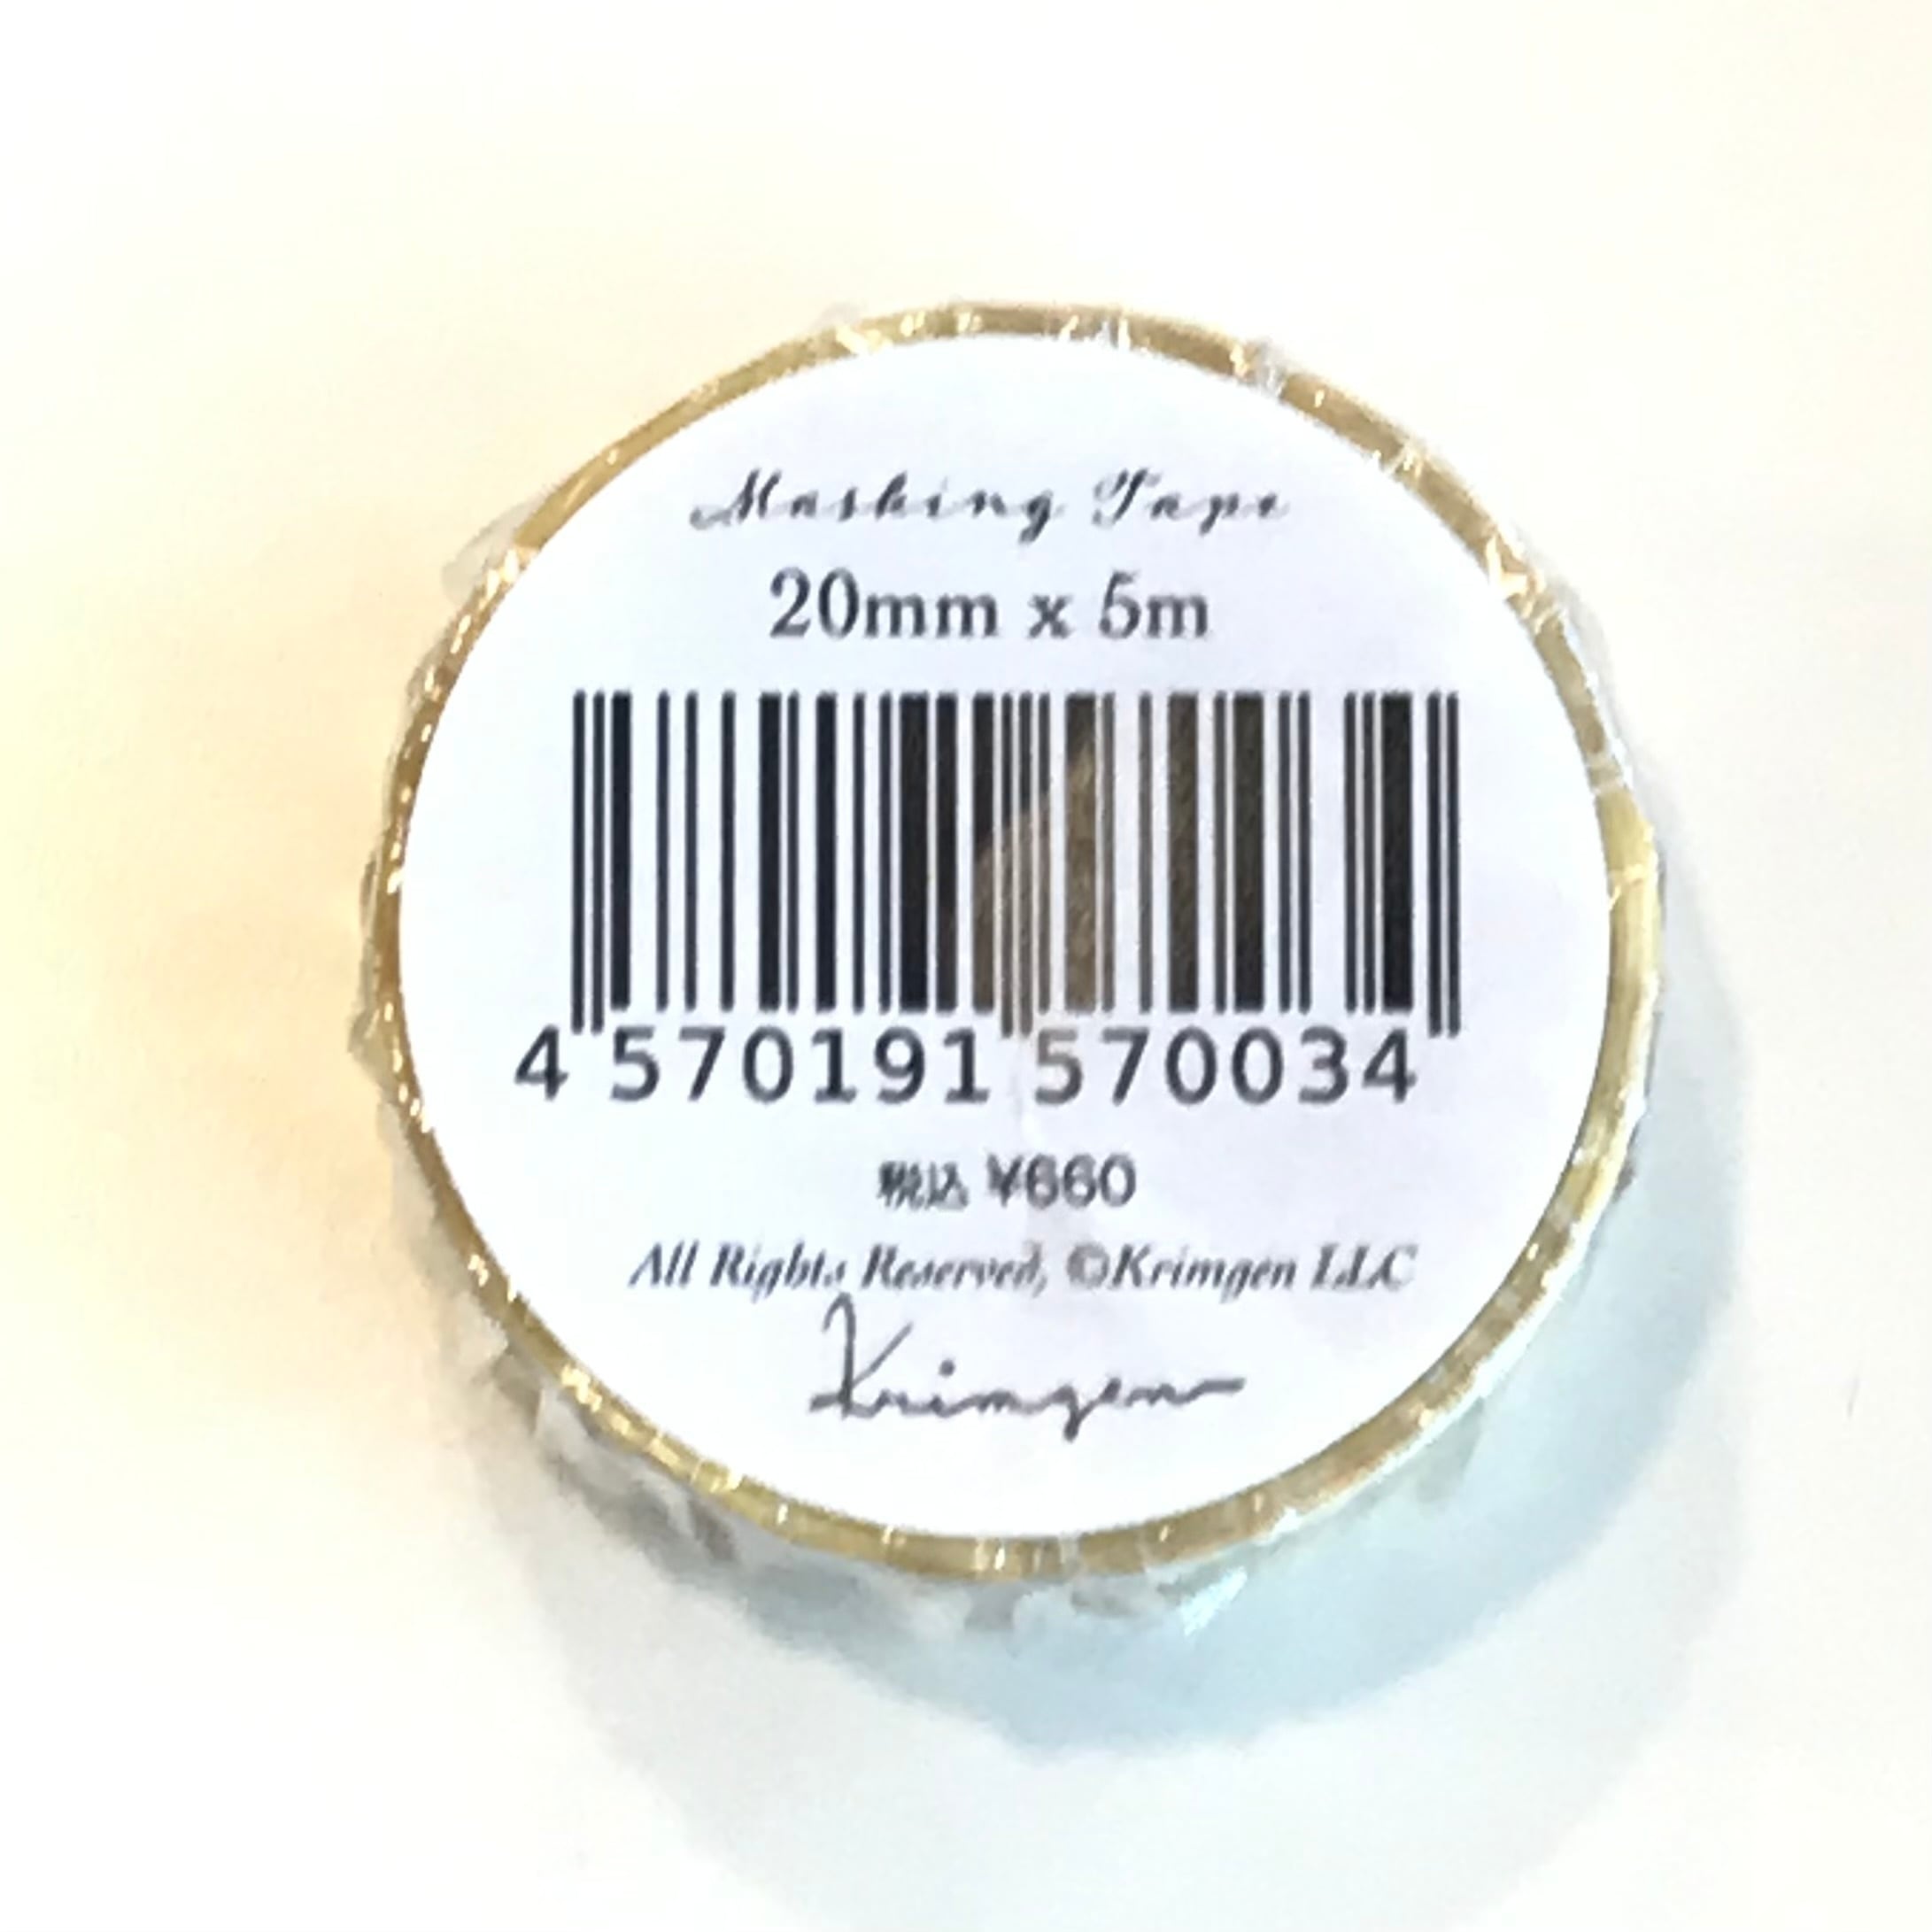 Masking Tape
20mm x 5m
4 570191 570034
税込 ¥660
All Rights Reserved, ©Krimgen LLC
Krimgen